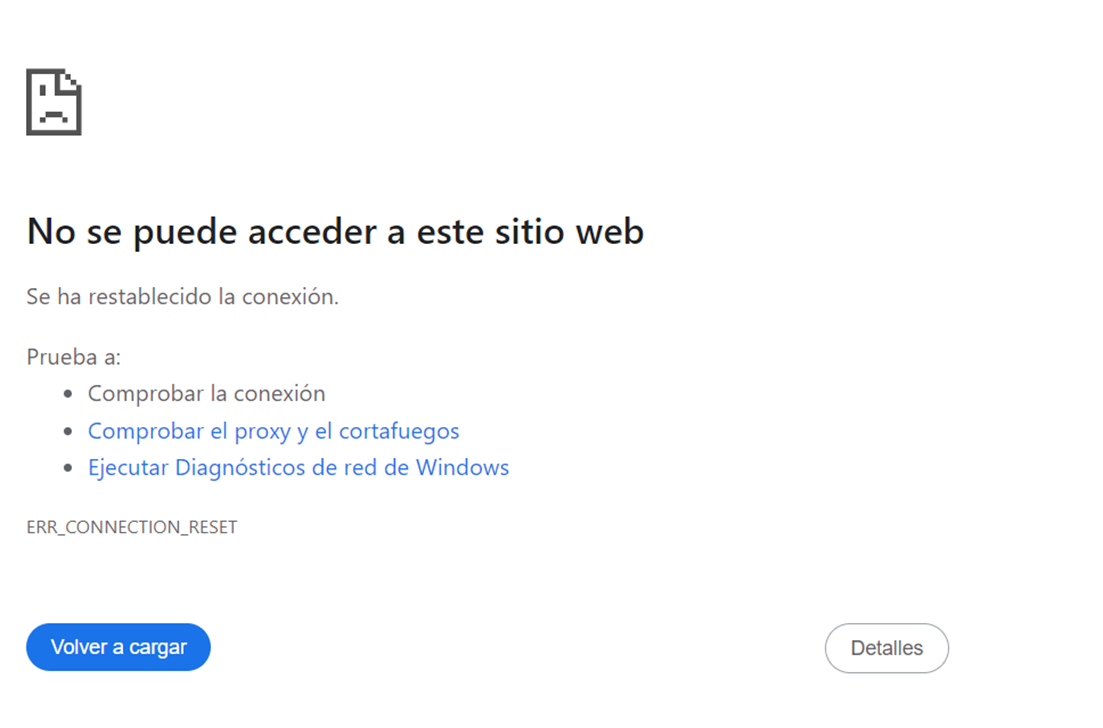 No se puede acceder a este sitio web
Se ha restablecido la conexión.
Prueba a:
Comprobar la conexión
Comprobar el proxy y el cortafuegos
Ejecutar Diagnósticos de red de Windows
ERR_CONNECTION_RESET
Volver a cargar
Detalles